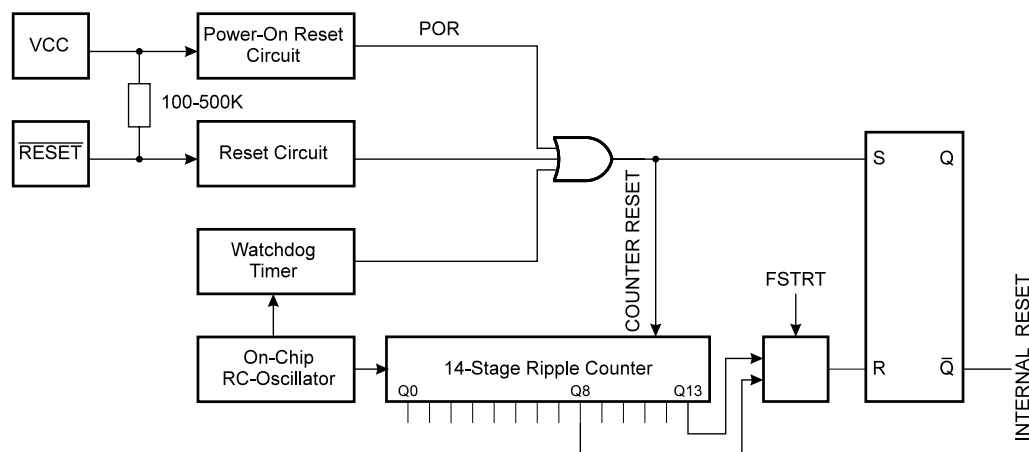 VCC
Power-On Reset
Circuit
POR
100-500K
RESET
Reset Circuit
S
Q
COUNTER RESET
Watchdog
Timer
FSTRT
INTERNAL RESET
On-Chip
RC-Oscillator
14-Stage Ripple Counter
Q0
Q8
Q13
R
Q̅